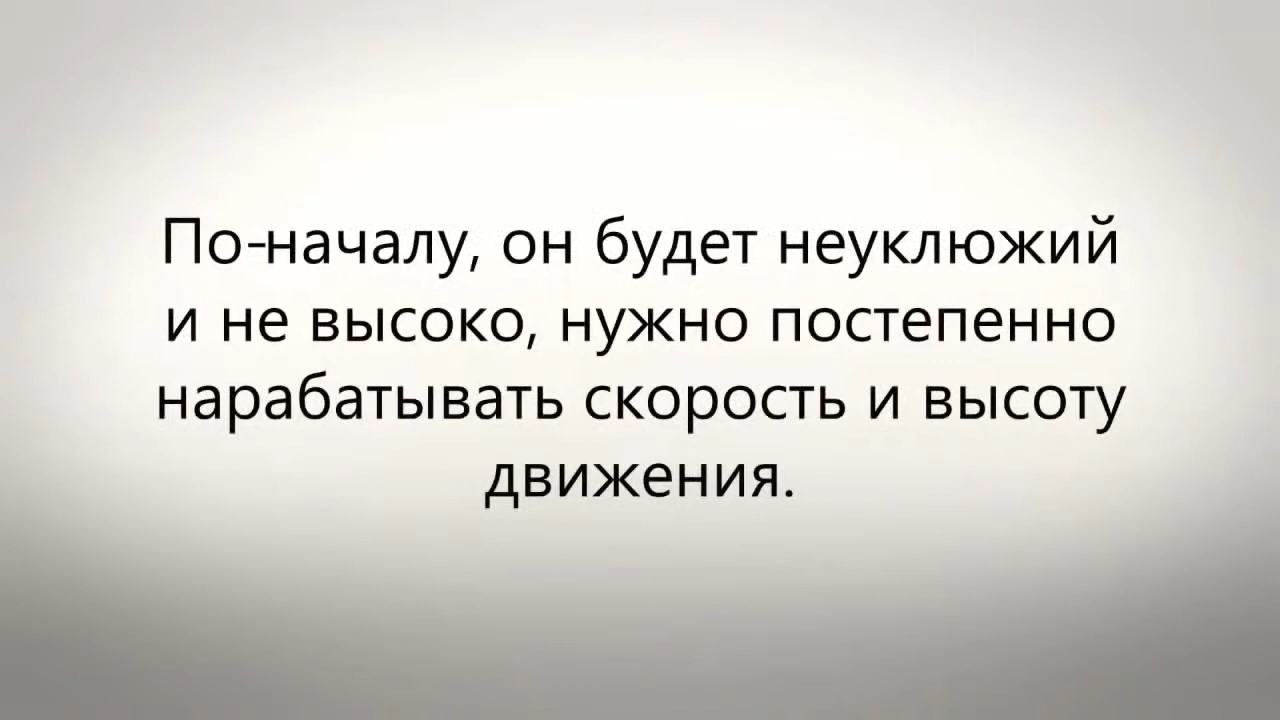 По-началу, он будет неуклюжий
и не высоко, нужно постепенно
нарабатывать скорость и высоту
движения.